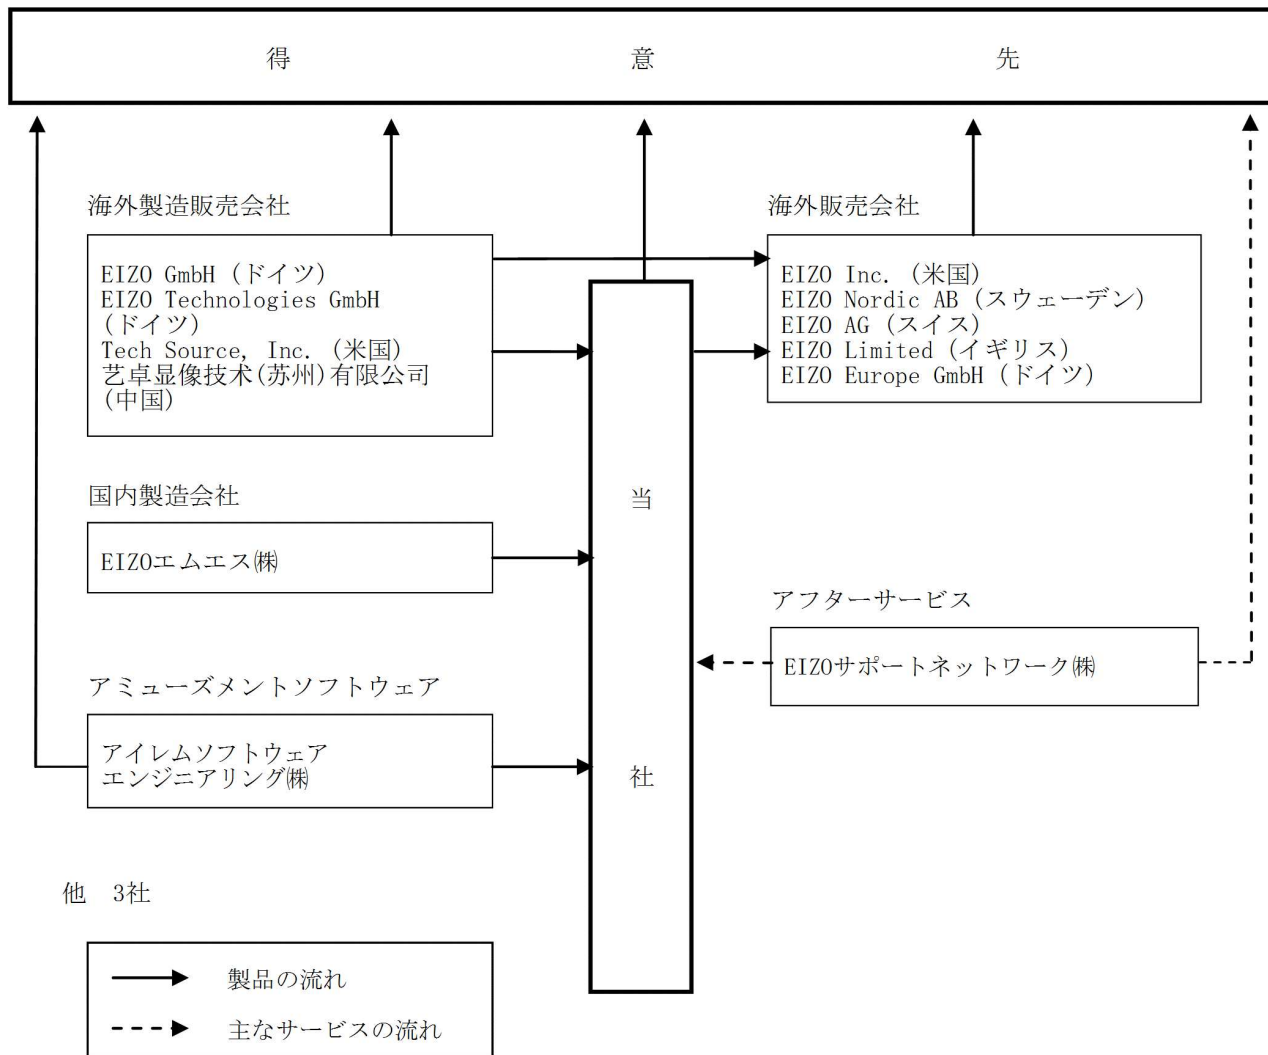 得意先
海外製造販売会社
EIZO GmbH (ドイツ)
EIZO Technologies GmbH
(ドイツ)
Tech Source, Inc. (米国)
艺卓显像技术(苏州)有限公司
(中国)
海外販売会社
EIZO Inc. (米国)
EIZO Nordic AB (スウェーデン)
EIZO AG (スイス)
EIZO Limited (イギリス)
EIZO Europe GmbH (ドイツ)
当社
国内製造会社
EIZOエムエス㈱
アフターサービス
EIZOサポートネットワーク㈱
アミューズメントソフトウェア
アイレムソフトウェア
エンジニアリング㈱
他 3社
製品の流れ
主なサービスの流れ